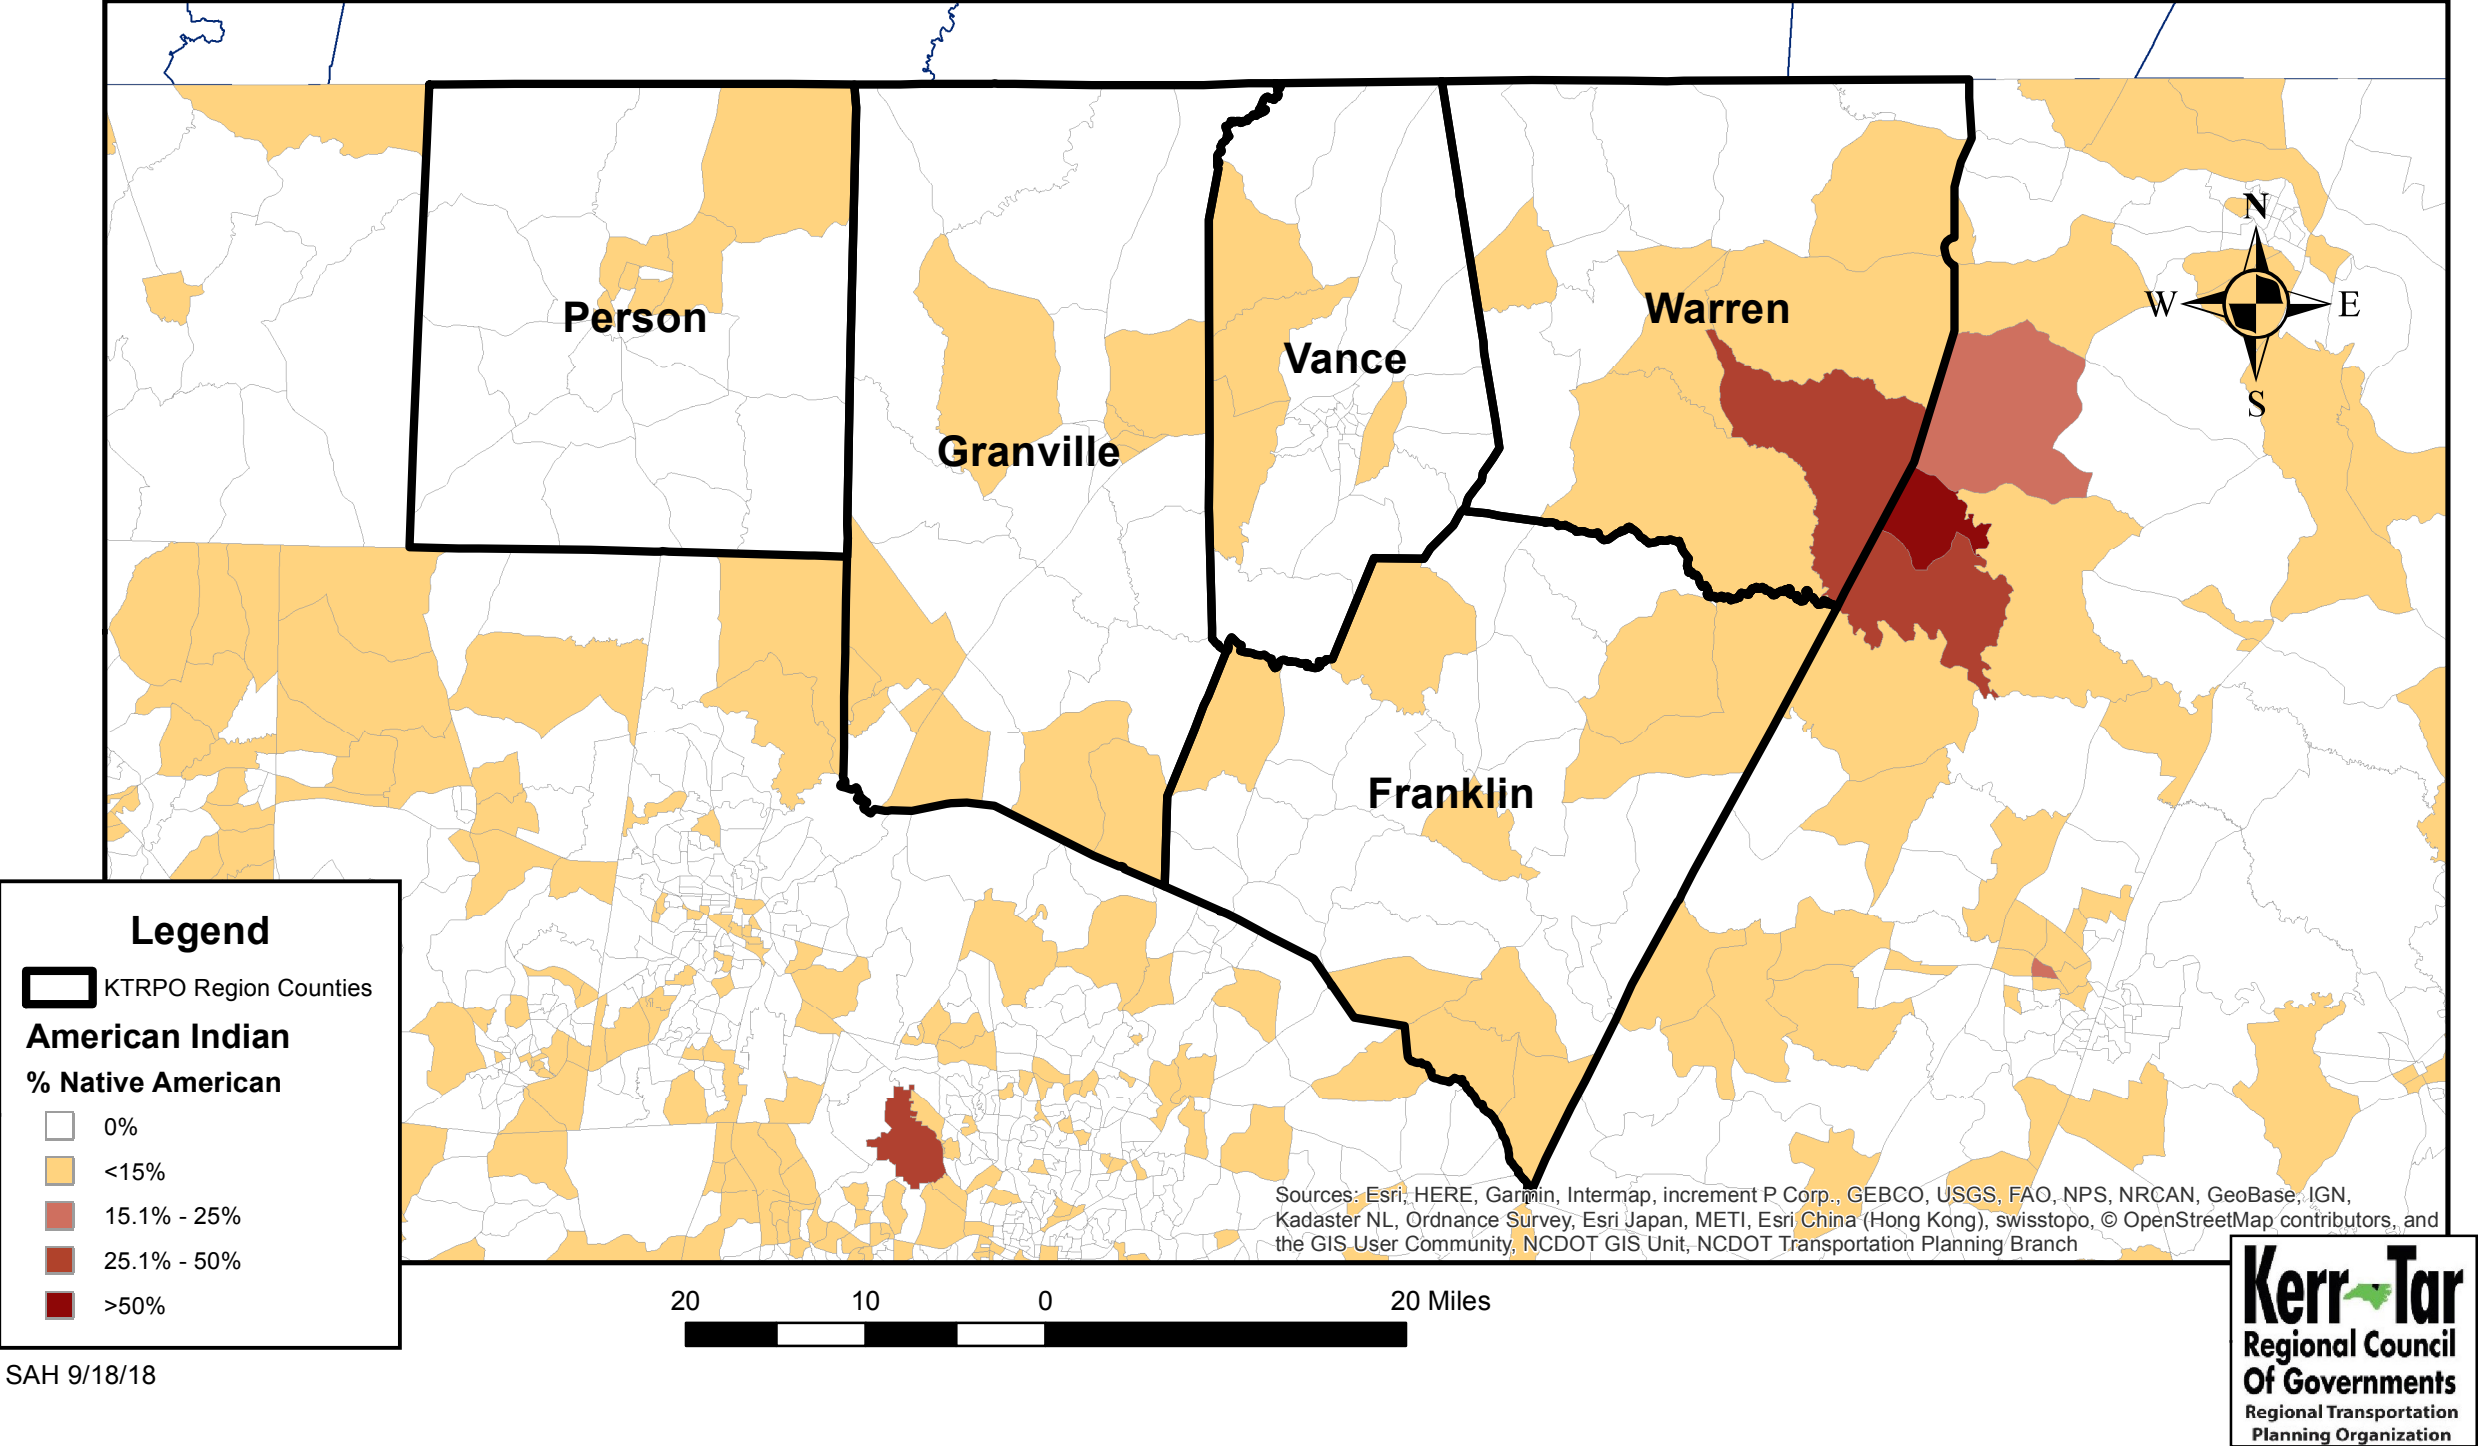 N
W
E
S
Person
Warren
Vance
Granville
Franklin
Legend
KTRPO Region Counties
American Indian
% Native American
0%
<15%
15.1% - 25%
25.1% - 50%
>50%
Sources: Esri, HERE, Garmin, Intermap, increment P Corp., GEBCO, USGS, FAO, NPS, NRCAN, GeoBase, IGN,
Kadaster NL, Ordnance Survey, Esri Japan, METI, Esri China (Hong Kong), swisstopo, © OpenStreetMap contributors, and
the GIS User Community, NCDOT GIS Unit, NCDOT Transportation Planning Branch
20 10 0 20 Miles
SAH 9/18/18
Kerr Tar
Regional Council
Of Governments
Regional Transportation
Planning Organization